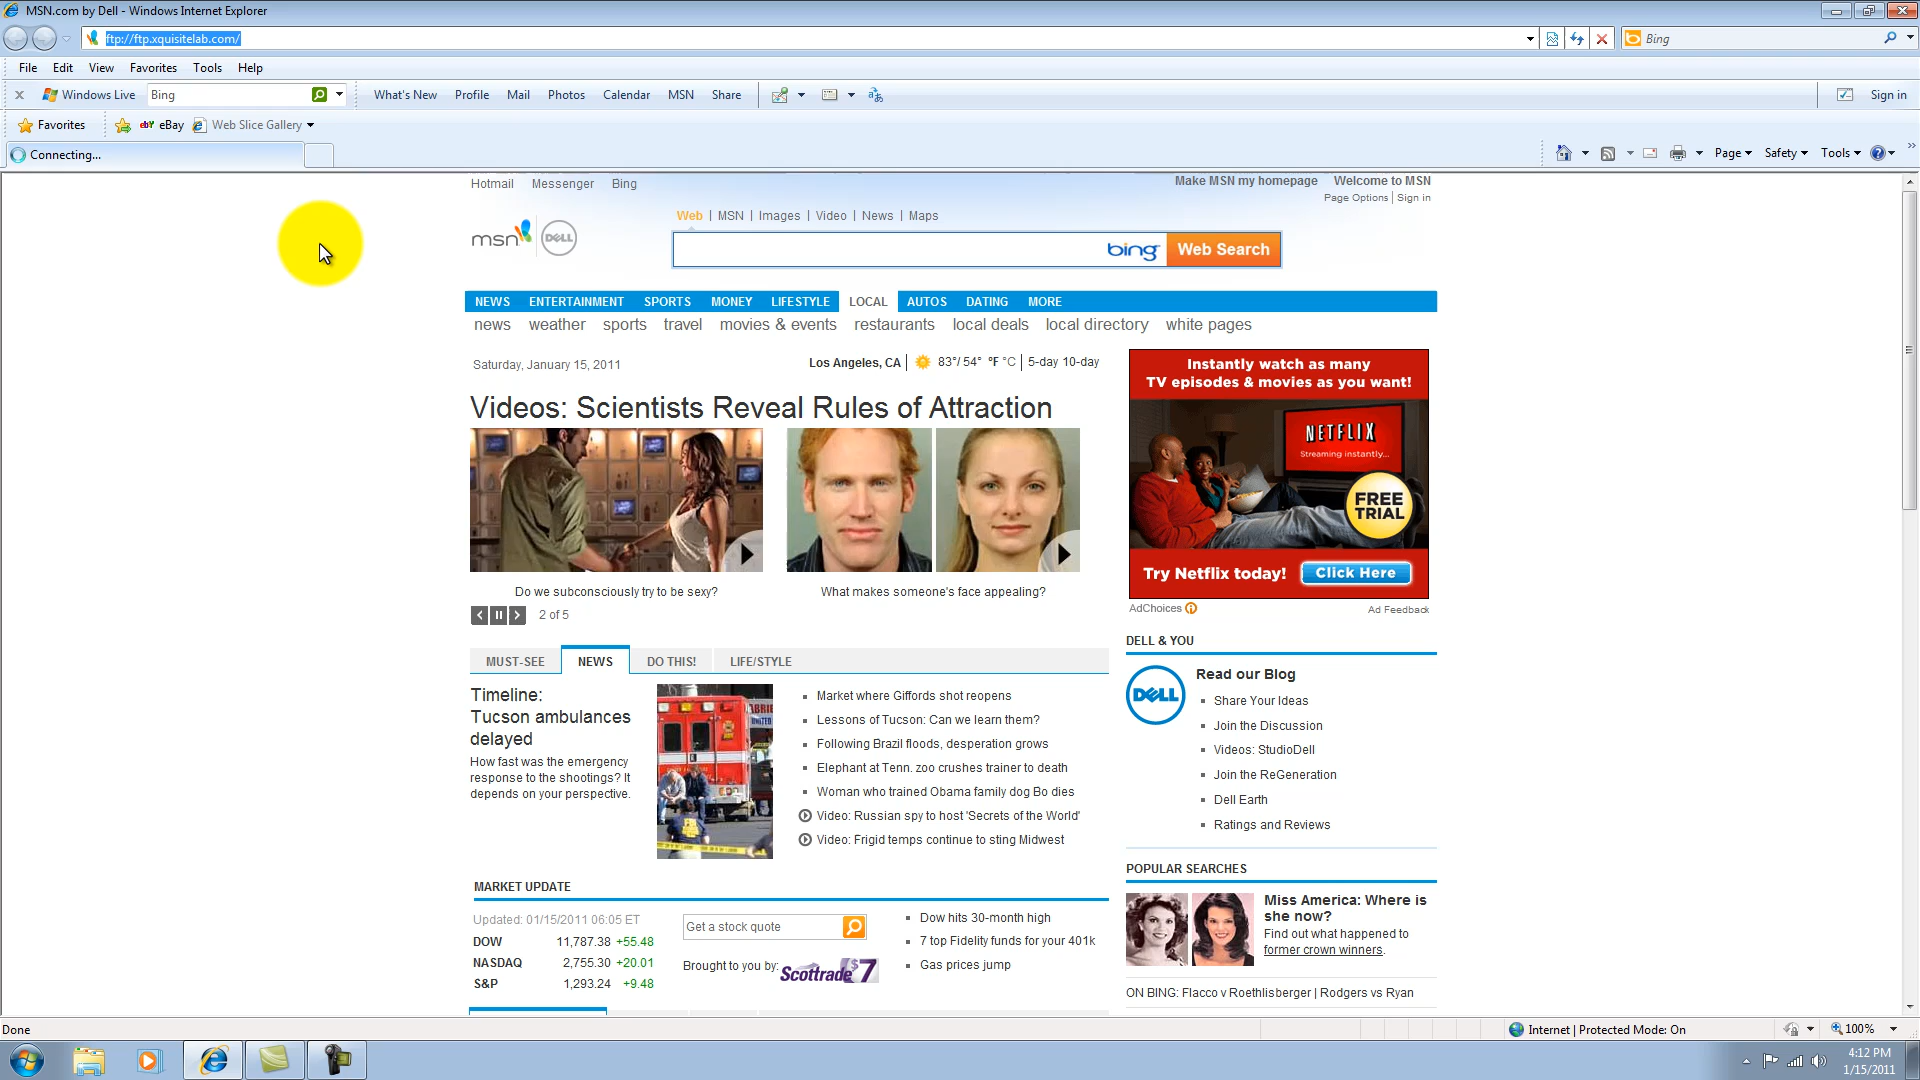 MSN.com by Dell - Windows Internet Explorer
ftp://ftp.xquisitelab.com/
Bing
File Edit View Favorites Tools Help
Windows Live Bing What's New Profile Mail Photos Calendar MSN Share Sign in
Favorites eBay Web Slice Gallery
Connecting... Page Safety Tools
Hotmail Messenger Bing Make MSN my homepage Welcome to MSN
Page Options | Sign in
Web | MSN | Images | Video | News | Maps
msn DELL bing Web Search
NEWS ENTERTAINMENT SPORTS MONEY LIFESTYLE LOCAL AUTOS DATING MORE
news weather sports travel movies & events restaurants local deals local directory white pages
Saturday, January 15, 2011 Los Angeles, CA | 83°/ 54° °F °C | 5-day 10-day
Videos: Scientists Reveal Rules of Attraction
Do we subconsciously try to be sexy? What makes someone's face appealing?
2 of 5
Instantly watch as many
TV episodes & movies as you want!
NETFLIX
Streaming instantly...
FREE
TRIAL
Try Netflix today! Click Here
AdChoices Ad Feedback
MUST-SEE NEWS DO THIS! LIFE/STYLE
Timeline:
Tucson ambulances
delayed
How fast was the emergency
response to the shootings? It
depends on your perspective.
Market where Giffords shot reopens
Lessons of Tucson: Can we learn them?
Following Brazil floods, desperation grows
Elephant at Tenn. zoo crushes trainer to death
Woman who trained Obama family dog Bo dies
Video: Russian spy to host 'Secrets of the World'
Video: Frigid temps continue to sting Midwest
DELL & YOU
DELL
Read our Blog
Share Your Ideas
Join the Discussion
Videos: StudioDell
Join the ReGeneration
Dell Earth
Ratings and Reviews
MARKET UPDATE
Updated: 01/15/2011 06:05 ET
DOW 11,787.38 +55.48
NASDAQ 2,755.30 +20.01
S&P 1,293.24 +9.48
Get a stock quote
Brought to you by: Scottrade $7
Dow hits 30-month high
7 top Fidelity funds for your 401k
Gas prices jump
POPULAR SEARCHES
Miss America: Where is
she now?
Find out what happened to
former crown winners.
ON BING: Flacco v Roethlisberger | Rodgers vs Ryan
Done Internet | Protected Mode: On 100%
4:12 PM
1/15/2011